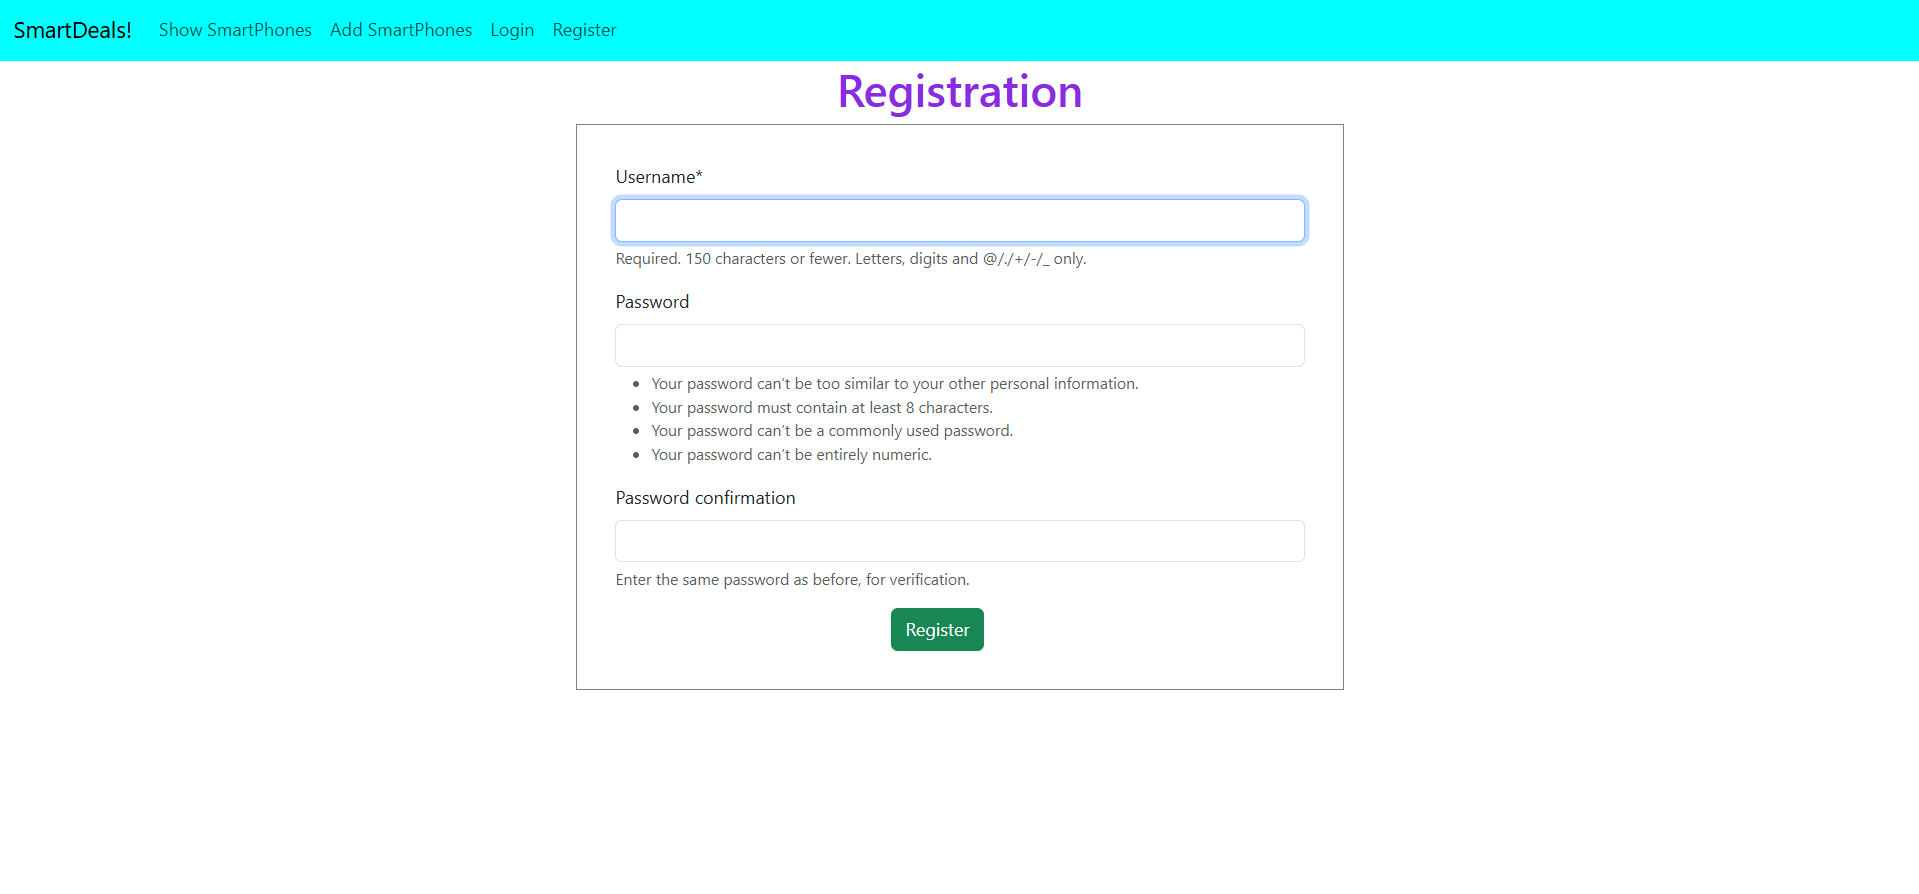 SmartDeals! Show SmartPhones Add SmartPhones Login Register
Registration
Username*
Required. 150 characters or fewer. Letters, digits and @/./+/-/_ only.
Password
Your password can’t be too similar to your other personal information.
Your password must contain at least 8 characters.
Your password can’t be a commonly used password.
Your password can’t be entirely numeric.
Password confirmation
Enter the same password as before, for verification.
Register